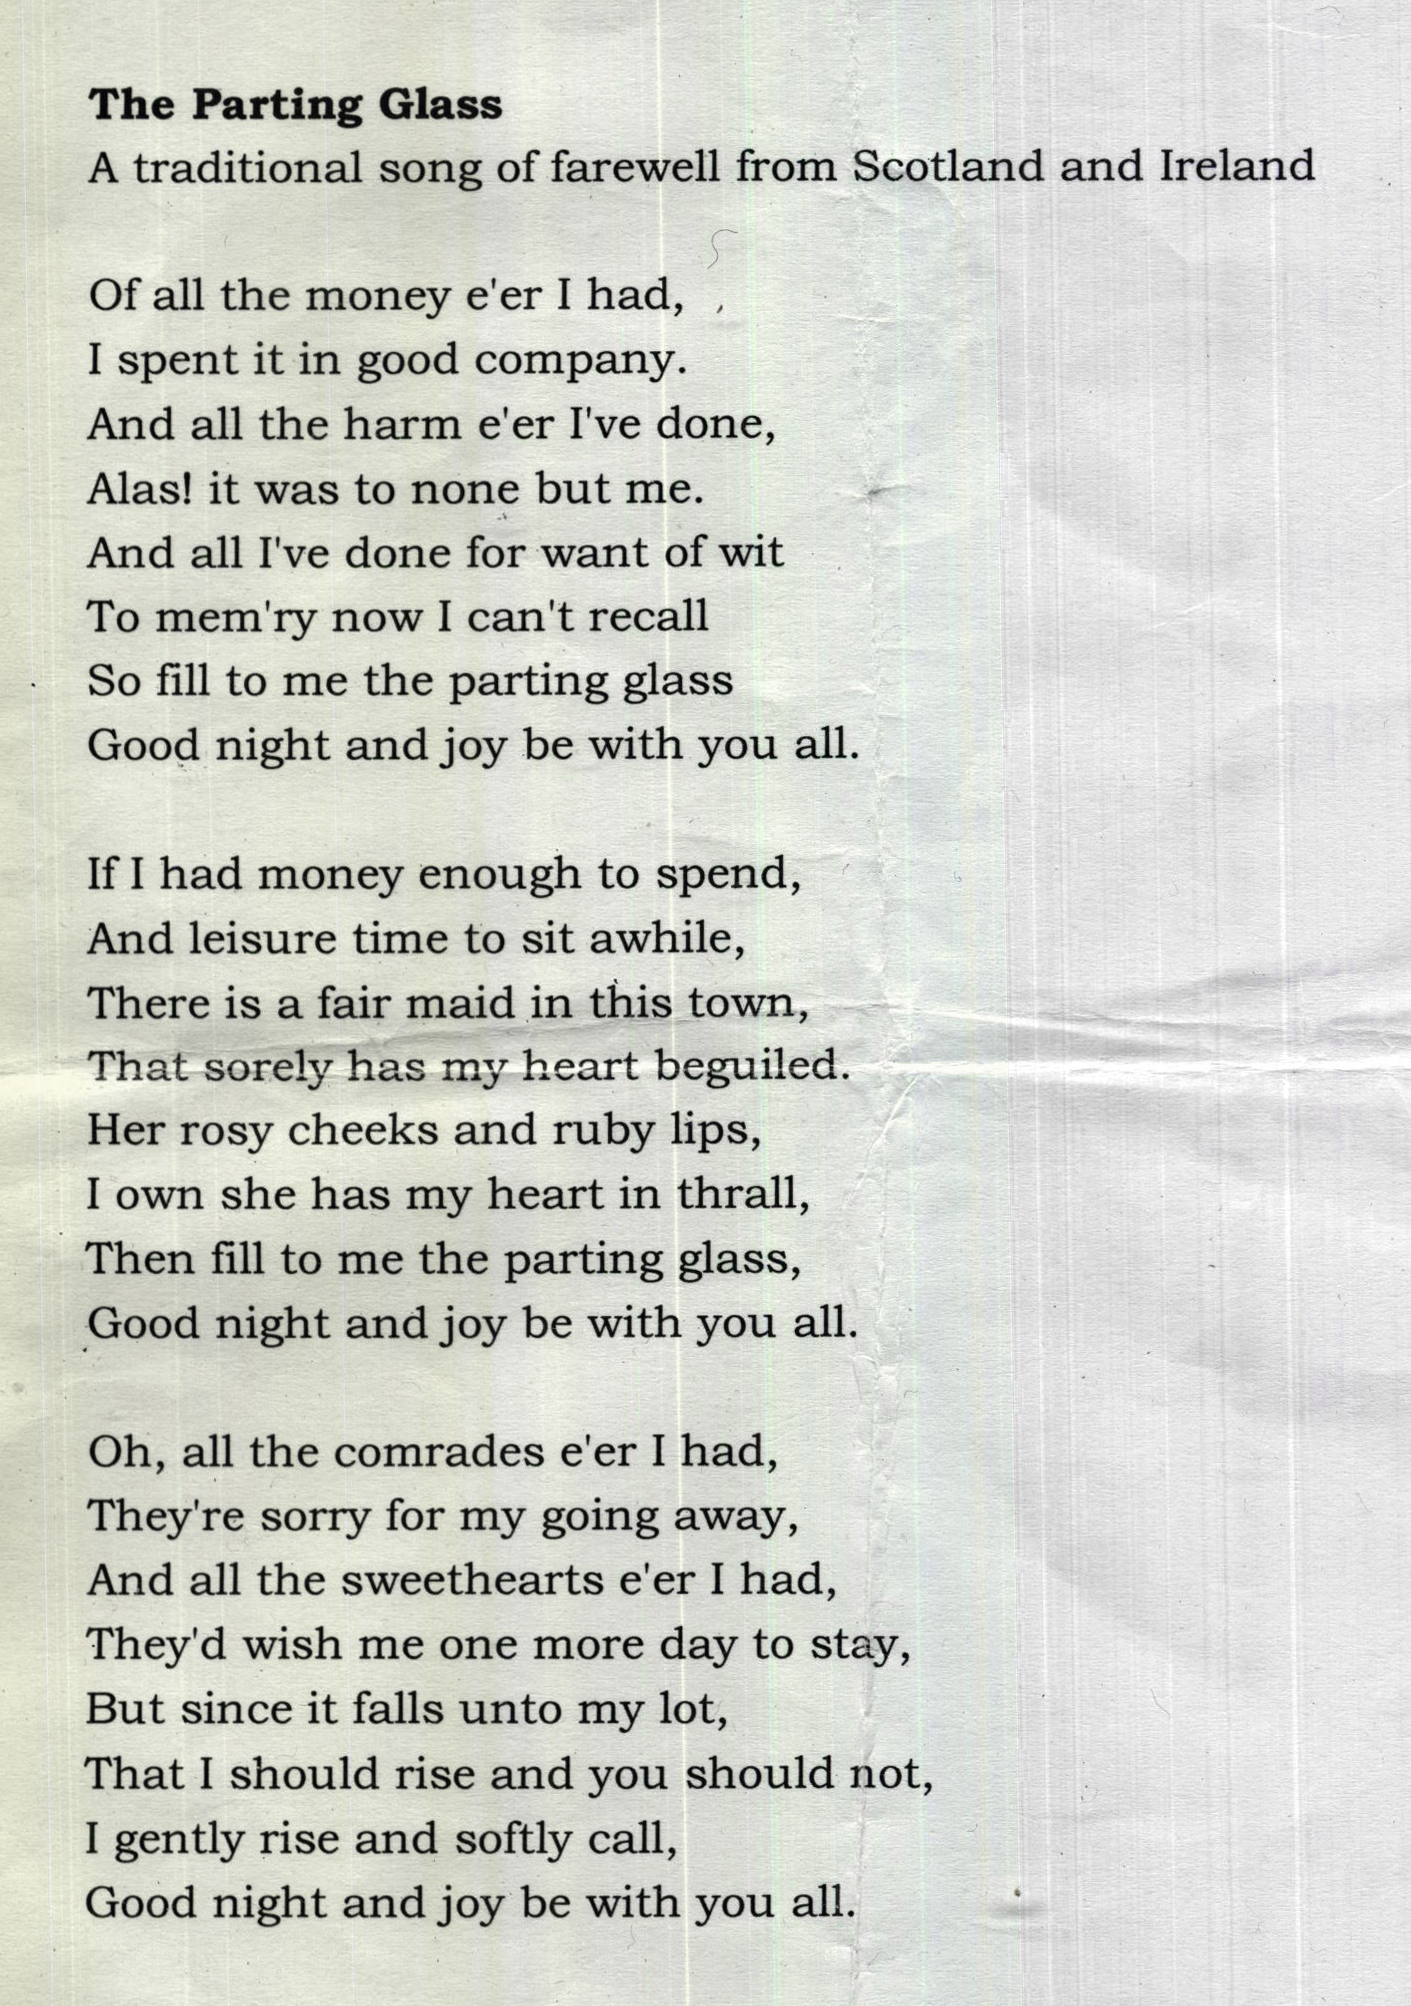 The Parting Glass
A traditional song of farewell from Scotland and Ireland

Of all the money e'er I had,
I spent it in good company.
And all the harm e'er I've done,
Alas! it was to none but me.
And all I've done for want of wit
To mem'ry now I can't recall
So fill to me the parting glass
Good night and joy be with you all.

If I had money enough to spend,
And leisure time to sit awhile,
There is a fair maid in this town,
That sorely has my heart beguiled.
Her rosy cheeks and ruby lips,
I own she has my heart in thrall,
Then fill to me the parting glass,
Good night and joy be with you all.

Oh, all the comrades e'er I had,
They're sorry for my going away,
And all the sweethearts e'er I had,
They'd wish me one more day to stay,
But since it falls unto my lot,
That I should rise and you should not,
I gently rise and softly call,
Good night and joy be with you all.